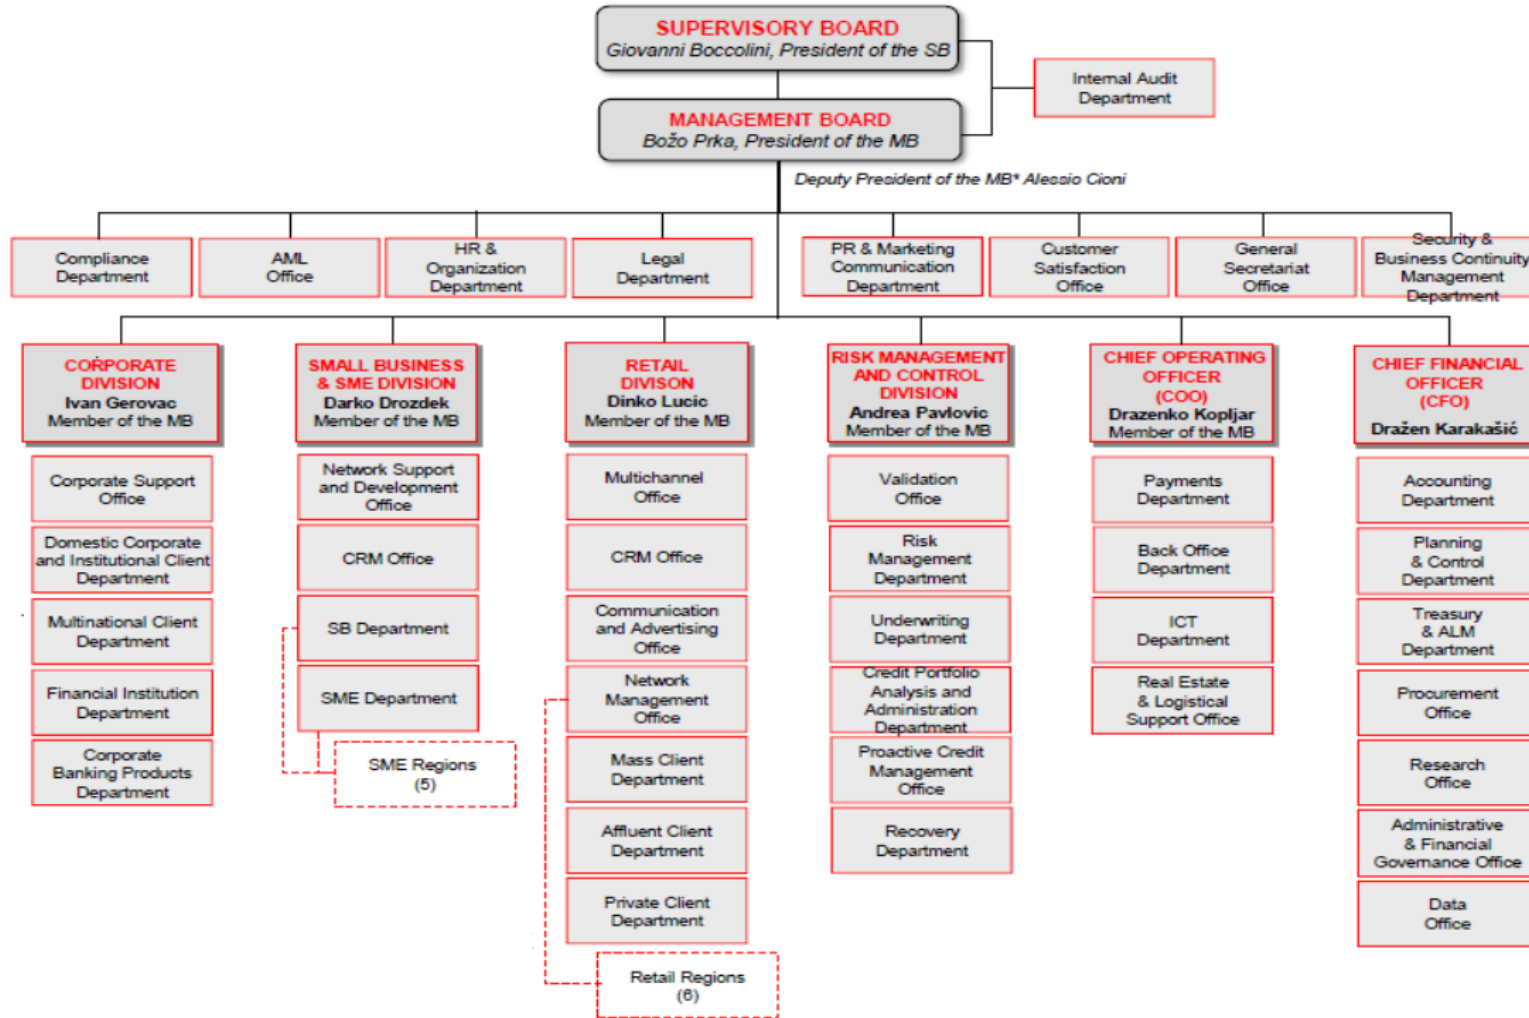 SUPERVISORY BOARD
Giovanni Boccolini, President of the SB
Internal Audit
Department
MANAGEMENT BOARD
Božo Prka, President of the MB
Deputy President of the MB* Alessio Cioni
Compliance
Department
AML
Office
HR &
Organization
Department
Legal
Department
PR & Marketing
Communication
Department
Customer
Satisfaction
Office
General
Secretariat
Office
Security &
Business Continuity
Management
Department
CORPORATE
DIVISION
Ivan Gerovac
Member of the MB
Corporate Support
Office
Domestic Corporate
and Institutional Client
Department
Multinational Client
Department
Financial Institution
Department
Corporate
Banking Products
Department
SMALL BUSINESS
& SME DIVISION
Darko Drozdek
Member of the MB
Network Support
and Development
Office
CRM Office
SB Department
SME Department
SME Regions
(5)
RETAIL
DIVISON
Dinko Lucic
Member of the MB
Multichannel
Office
CRM Office
Communication
and Advertising
Office
Network
Management
Office
Mass Client
Department
Affluent Client
Department
Private Client
Department
Retail Regions
(6)
RISK MANAGEMENT
AND CONTROL
DIVISION
Andrea Pavlovic
Member of the MB
Validation
Office
Risk
Management
Department
Underwriting
Department
Credit Portfolio
Analysis and
Administration
Department
Proactive Credit
Management
Office
Recovery
Department
CHIEF OPERATING
OFFICER
(COO)
Drazenko Kopljar
Member of the MB
Payments
Department
Back Office
Department
ICT
Department
Real Estate
& Logistical
Support Office
CHIEF FINANCIAL
OFFICER
(CFO)
Dražen Karakašić
Accounting
Department
Planning
& Control
Department
Treasury
& ALM
Department
Procurement
Office
Research
Office
Administrative
& Financial
Governance Office
Data
Office